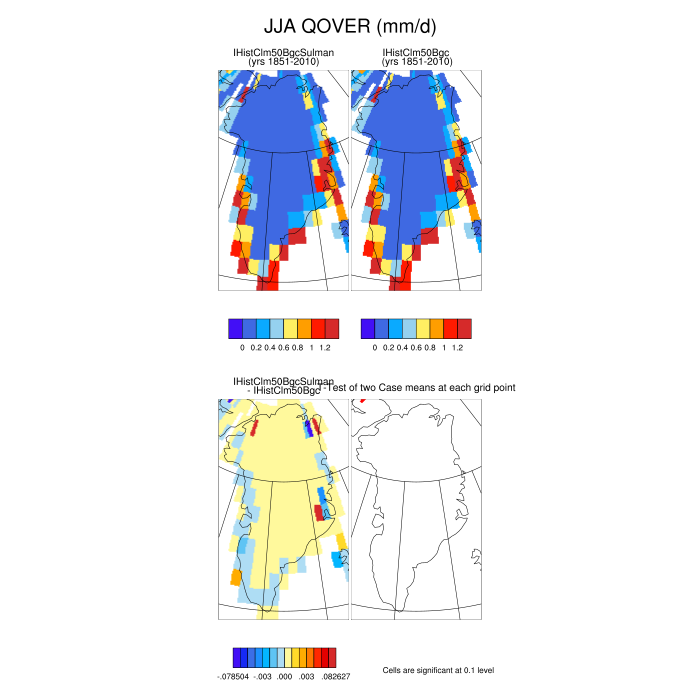 JJA QOVER (mm/d)
IHistClm50BgcSulman
(yrs 1851-2010)
IHistClm50Bgc
(yrs 1851-2010)
0 0.2 0.4 0.6 0.8 1 1.2
0 0.2 0.4 0.6 0.8 1 1.2
IHistClm50BgcSulman
- IHistClm50Bgc
T-Test of two Case means at each grid point
-.078504 -.003 .000 .003 .082627
Cells are significant at 0.1 level